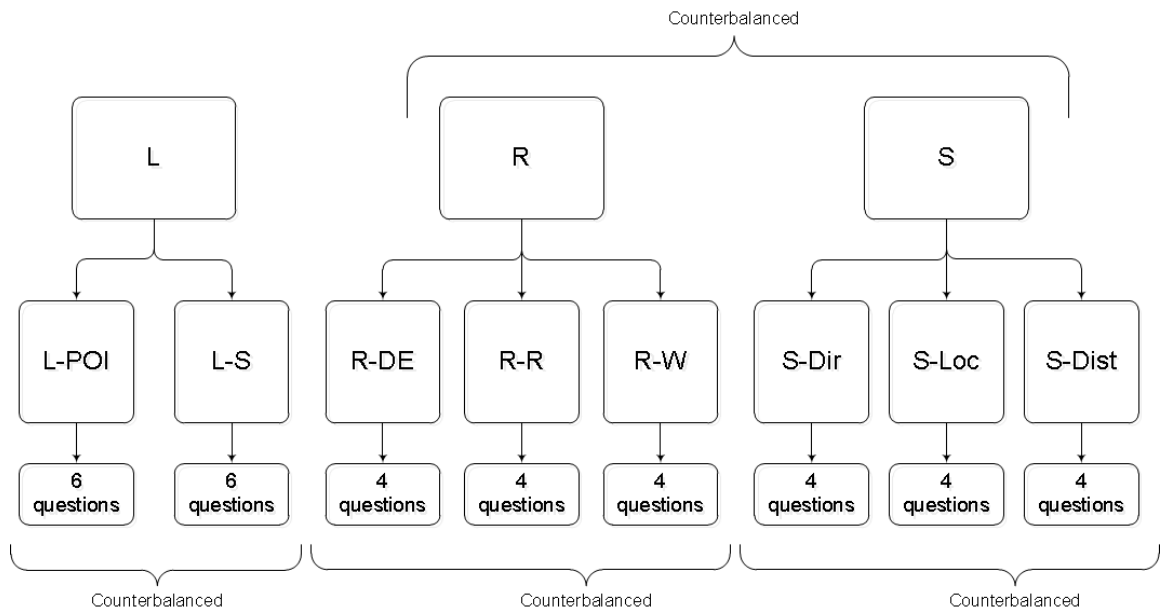 Counterbalanced
L
R
S
L-POI
L-S
R-DE
R-R
R-W
S-Dir
S-Loc
S-Dist
6
questions
6
questions
4
questions
4
questions
4
questions
4
questions
4
questions
4
questions
Counterbalanced
Counterbalanced
Counterbalanced